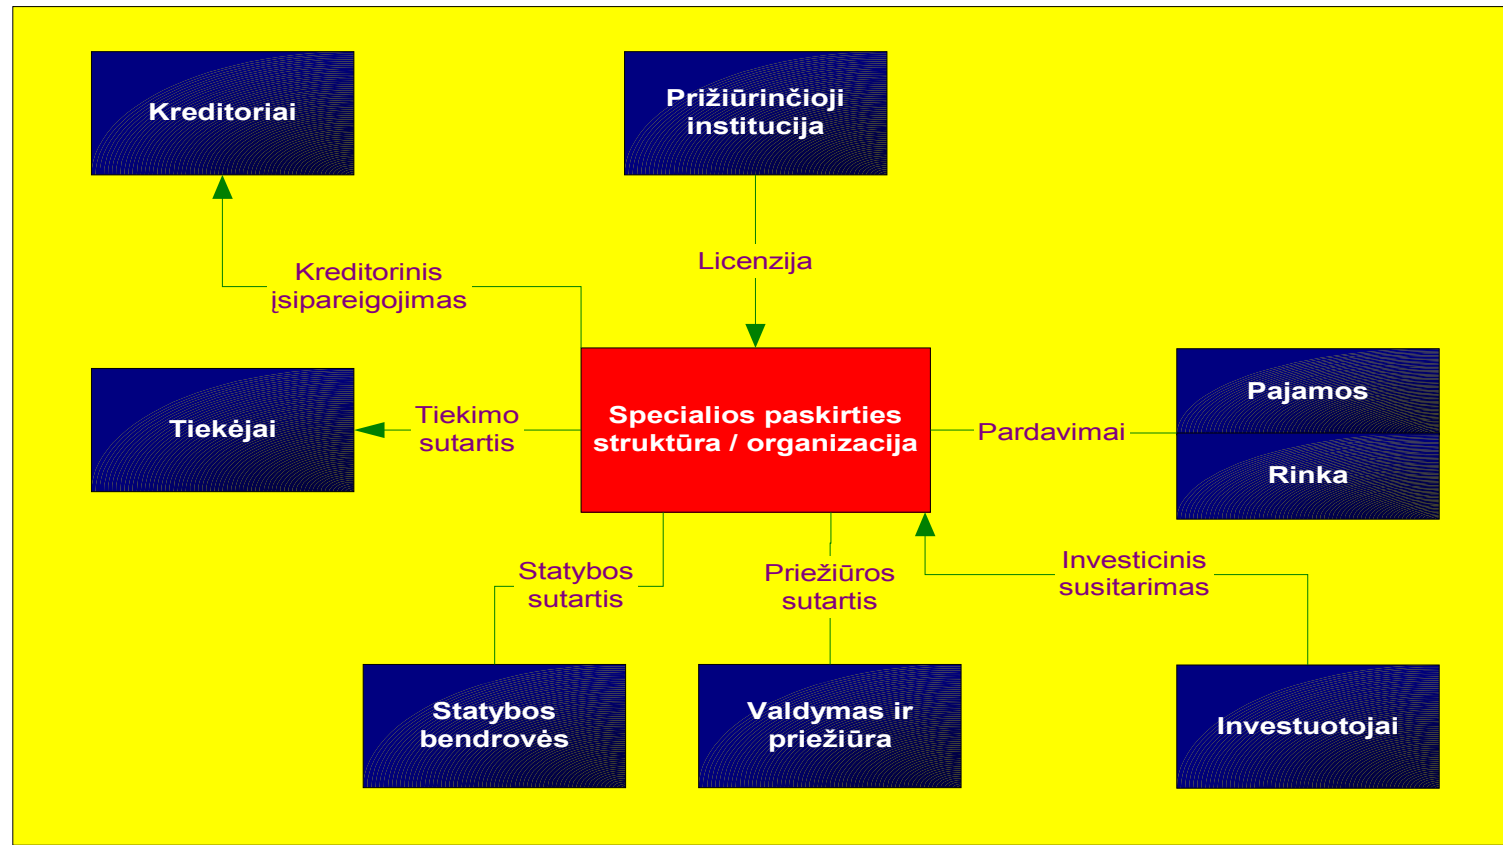 Kreditoriai
Prižiūrinčioji
institucija
Licenzija
Kreditorinis
įsipareigojimas
Tiekėjai
Tiekimo
sutartis
Specialios paskirties
struktūra / organizacija
Pardavimai
Pajamos
Rinka
Statybos
sutartis
Priežiūros
sutartis
Investicinis
susitarimas
Statybos
bendrovės
Valdymas ir
priežiūra
Investuotojai